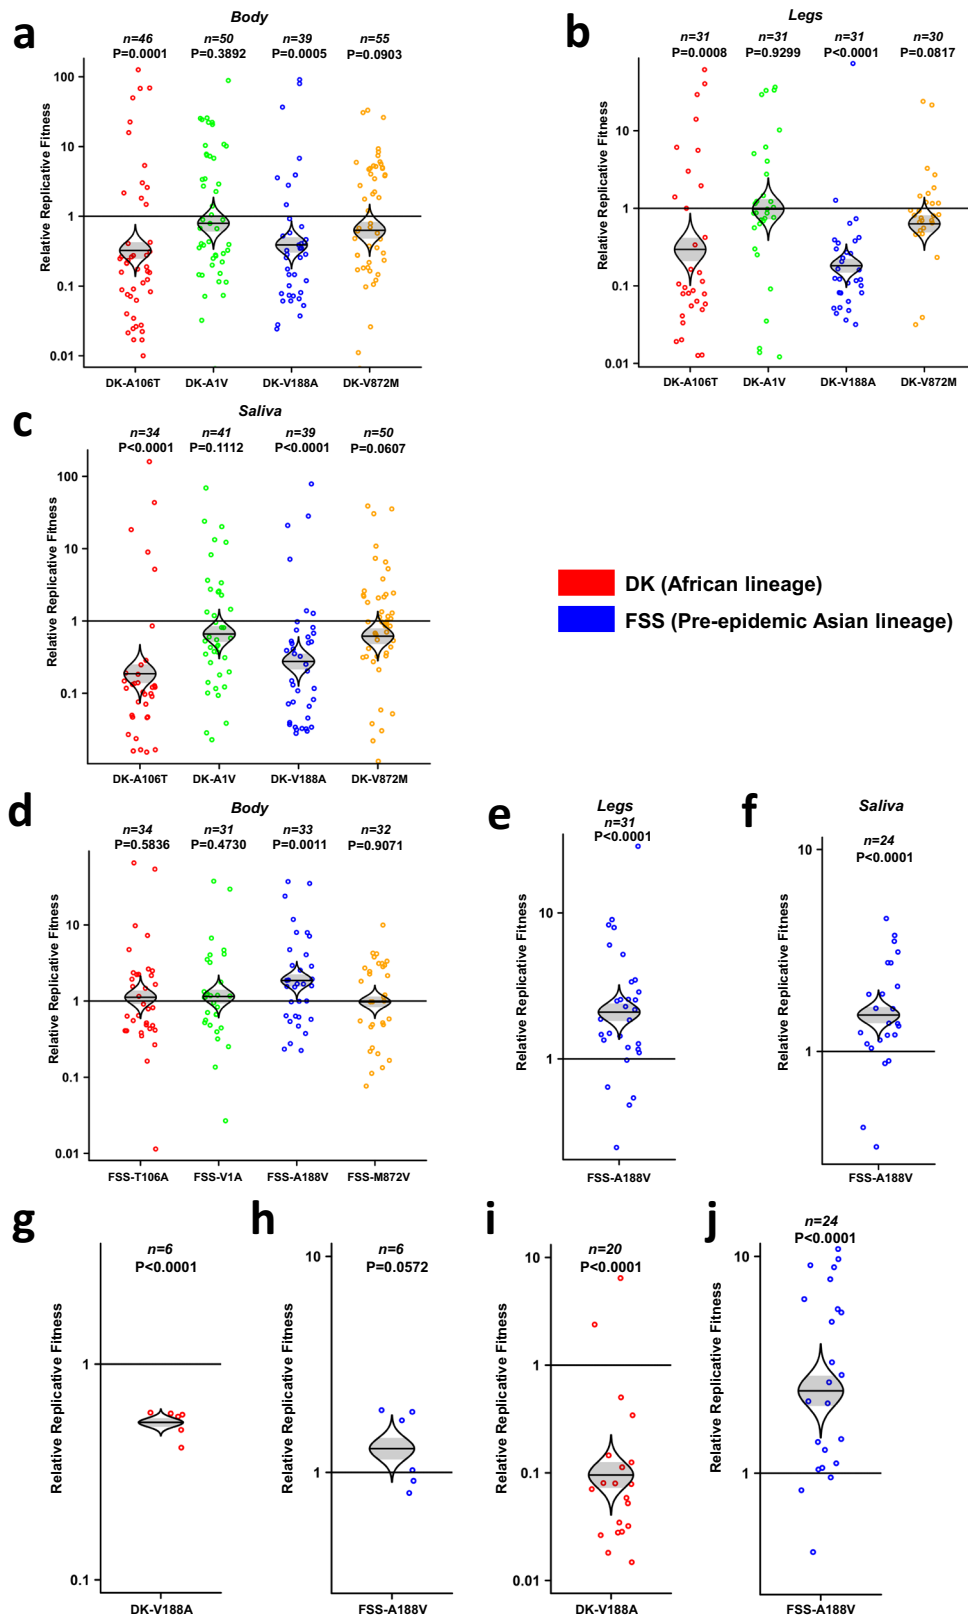 a
Body
n=46 n=50 n=39 n=55
P=0.0001 P=0.3892 P=0.0005 P=0.0903
Relative Replicative Fitness
100
10
1
0.1
0.01
DK-A106T DK-A1V DK-V188A DK-V872M
b
Legs
n=31 n=31 n=31 n=30
P=0.0008 P=0.9299 P<0.0001 P=0.0817
Relative Replicative Fitness
10
1
0.1
0.01
DK-A106T DK-A1V DK-V188A DK-V872M
c
Saliva
n=34 n=41 n=39 n=50
P<0.0001 P=0.1112 P<0.0001 P=0.0607
Relative Replicative Fitness
100
10
1
0.1
DK-A106T DK-A1V DK-V188A DK-V872M
DK (African lineage)
FSS (Pre-epidemic Asian lineage)
d
Body
n=34 n=31 n=33 n=32
P=0.5836 P=0.4730 P=0.0011 P=0.9071
Relative Replicative Fitness
10
1
0.1
0.01
FSS-T106A FSS-V1A FSS-A188V FSS-M872V
e
Legs
n=31
P<0.0001
Relative Replicative Fitness
10
1
FSS-A188V
f
Saliva
n=24
P<0.0001
Relative Replicative Fitness
10
1
FSS-A188V
g
n=6
P<0.0001
Relative Replicative Fitness
1
0.1
DK-V188A
h
n=6
P=0.0572
Relative Replicative Fitness
10
1
FSS-A188V
i
n=20
P<0.0001
Relative Replicative Fitness
10
1
0.1
0.01
DK-V188A
j
n=24
P<0.0001
Relative Replicative Fitness
10
1
FSS-A188V